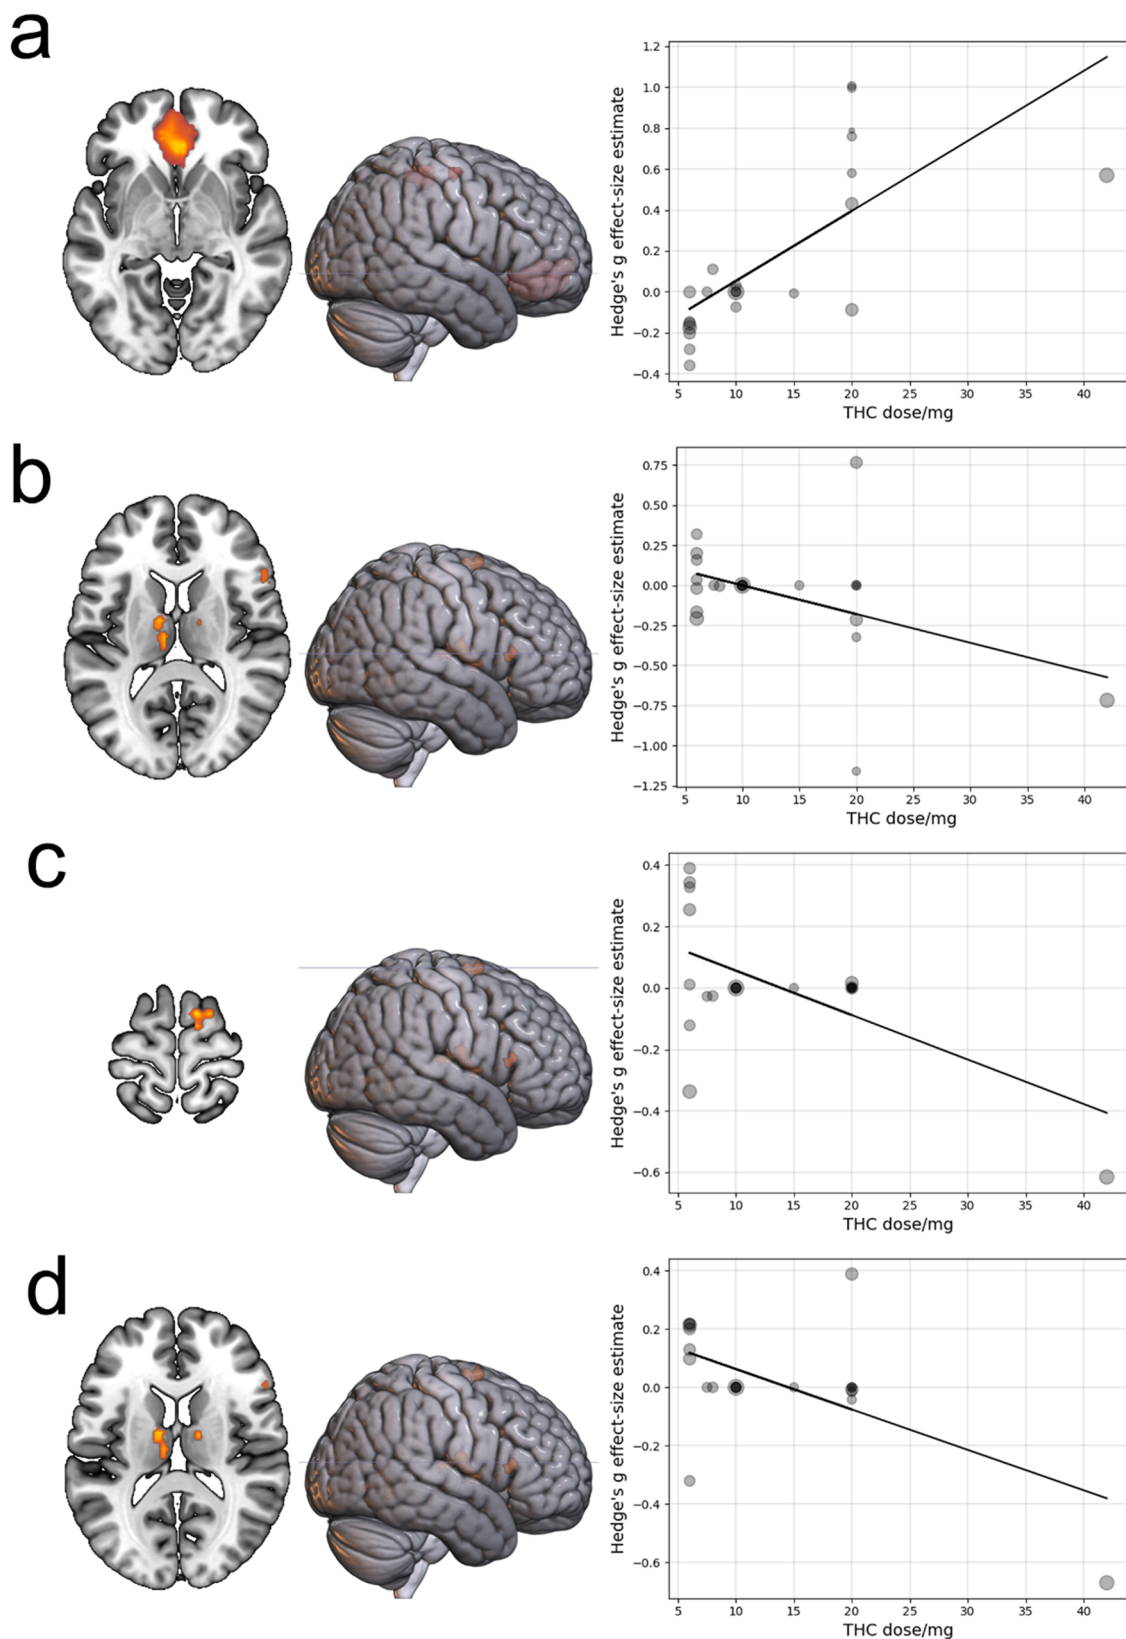 a
Hedge's g effect-size estimate
1.2
1.0
0.8
0.6
0.4
0.2
0.0
−0.2
−0.4
5 10 15 20 25 30 35 40
THC dose/mg
b
Hedge's g effect-size estimate
0.75
0.50
0.25
0.00
−0.25
−0.50
−0.75
−1.00
−1.25
5 10 15 20 25 30 35 40
THC dose/mg
c
Hedge's g effect-size estimate
0.4
0.2
0.0
−0.2
−0.4
−0.6
5 10 15 20 25 30 35 40
THC dose/mg
d
Hedge's g effect-size estimate
0.4
0.2
0.0
−0.2
−0.4
−0.6
5 10 15 20 25 30 35 40
THC dose/mg